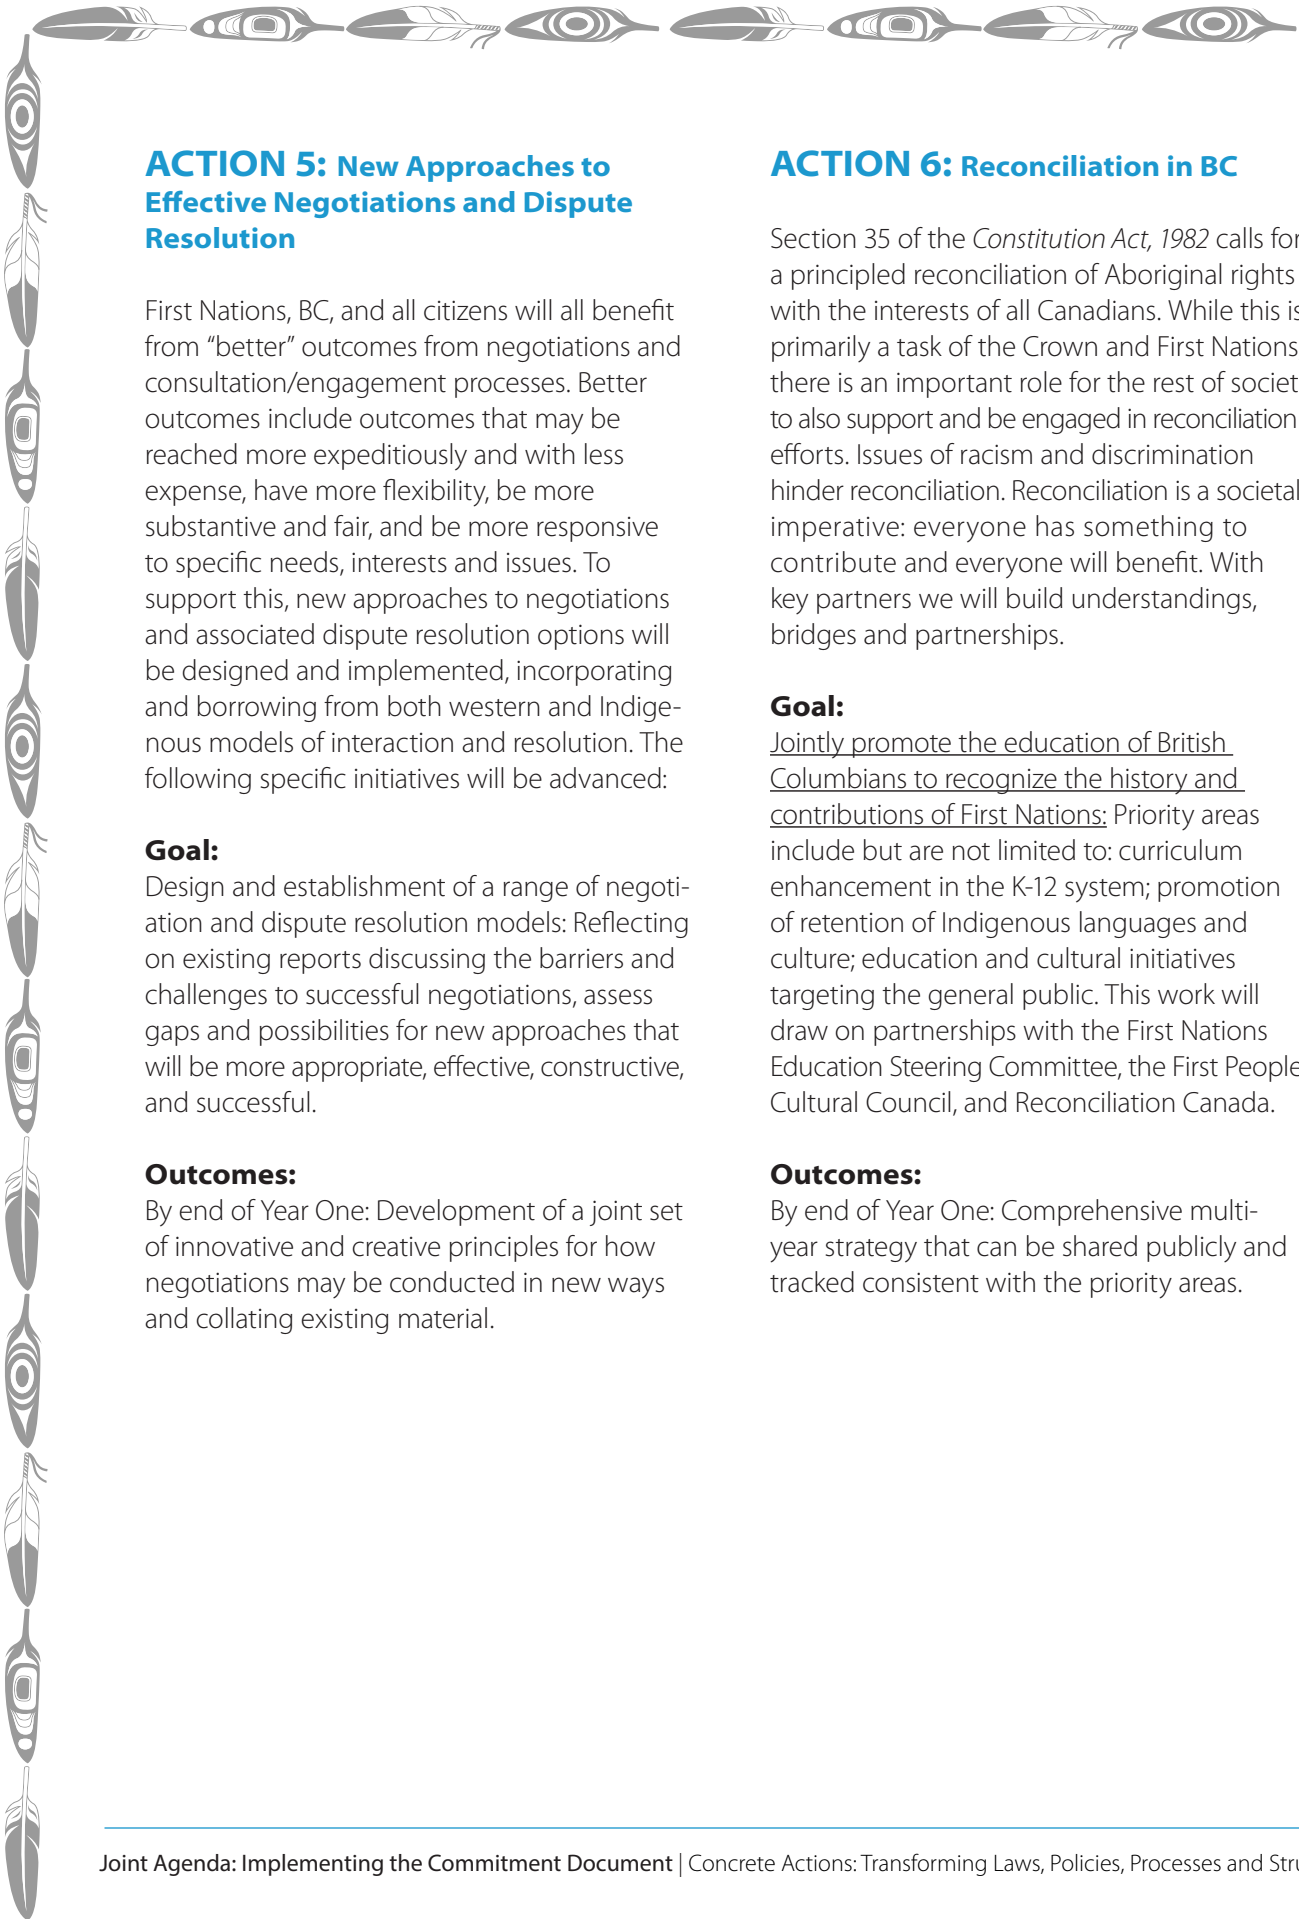 ACTION 5: New Approaches to
Effective Negotiations and Dispute
Resolution
First Nations, BC, and all citizens will all benefit
from “better” outcomes from negotiations and
consultation/engagement processes. Better
outcomes include outcomes that may be
reached more expeditiously and with less
expense, have more flexibility, be more
substantive and fair, and be more responsive
to specific needs, interests and issues. To
support this, new approaches to negotiations
and associated dispute resolution options will
be designed and implemented, incorporating
and borrowing from both western and Indige-
nous models of interaction and resolution. The
following specific initiatives will be advanced:
Goal:
Design and establishment of a range of negoti-
ation and dispute resolution models: Reflecting
on existing reports discussing the barriers and
challenges to successful negotiations, assess
gaps and possibilities for new approaches that
will be more appropriate, effective, constructive,
and successful.
Outcomes:
By end of Year One: Development of a joint set
of innovative and creative principles for how
negotiations may be conducted in new ways
and collating existing material.
ACTION 6: Reconciliation in BC
Section 35 of the Constitution Act, 1982 calls for
a principled reconciliation of Aboriginal rights
with the interests of all Canadians. While this is
primarily a task of the Crown and First Nations
there is an important role for the rest of societ
to also support and be engaged in reconciliation
efforts. Issues of racism and discrimination
hinder reconciliation. Reconciliation is a societal
imperative: everyone has something to
contribute and everyone will benefit. With
key partners we will build understandings,
bridges and partnerships.
Goal:
Jointly promote the education of British
Columbians to recognize the history and
contributions of First Nations: Priority areas
include but are not limited to: curriculum
enhancement in the K-12 system; promotion
of retention of Indigenous languages and
culture; education and cultural initiatives
targeting the general public. This work will
draw on partnerships with the First Nations
Education Steering Committee, the First People
Cultural Council, and Reconciliation Canada.
Outcomes:
By end of Year One: Comprehensive multi-
year strategy that can be shared publicly and
tracked consistent with the priority areas.
Joint Agenda: Implementing the Commitment Document | Concrete Actions: Transforming Laws, Policies, Processes and Stru